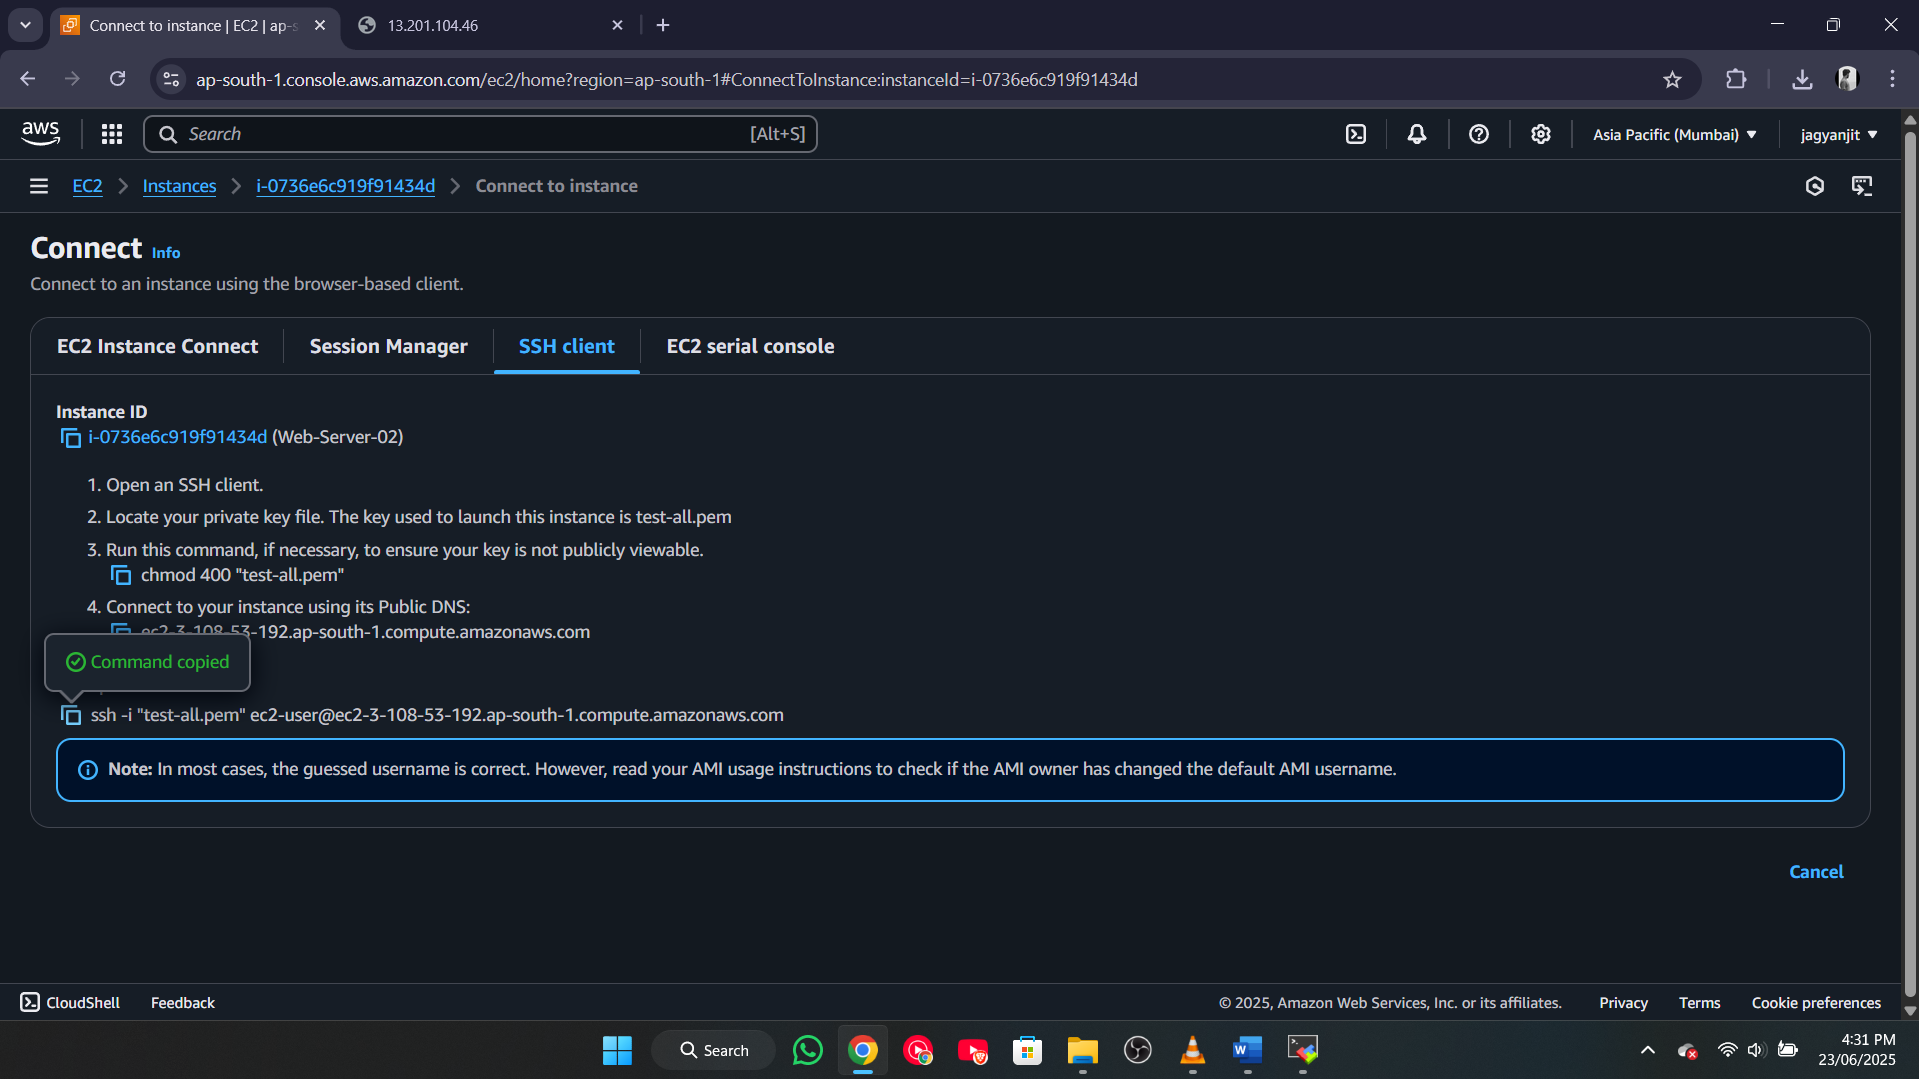 Connect to instance | EC2 | ap-s
13.201.104.46
ap-south-1.console.aws.amazon.com/ec2/home?region=ap-south-1#ConnectToInstance:instanceId=i-0736e6c919f91434d
aws
Search
[Alt+S]
Asia Pacific (Mumbai)
jagyanjit
EC2
Instances
i-0736e6c919f91434d
Connect to instance
Connect
Info
Connect to an instance using the browser-based client.
EC2 Instance Connect
Session Manager
SSH client
EC2 serial console
Instance ID
i-0736e6c919f91434d (Web-Server-02)
1. Open an SSH client.
2. Locate your private key file. The key used to launch this instance is test-all.pem
3. Run this command, if necessary, to ensure your key is not publicly viewable.
chmod 400 "test-all.pem"
4. Connect to your instance using its Public DNS:
ec2-3-108-53-192.ap-south-1.compute.amazonaws.com
Command copied
ssh -i "test-all.pem" ec2-user@ec2-3-108-53-192.ap-south-1.compute.amazonaws.com
Note: In most cases, the guessed username is correct. However, read your AMI usage instructions to check if the AMI owner has changed the default AMI username.
Cancel
CloudShell
Feedback
© 2025, Amazon Web Services, Inc. or its affiliates.
Privacy
Terms
Cookie preferences
Search
4:31 PM
23/06/2025